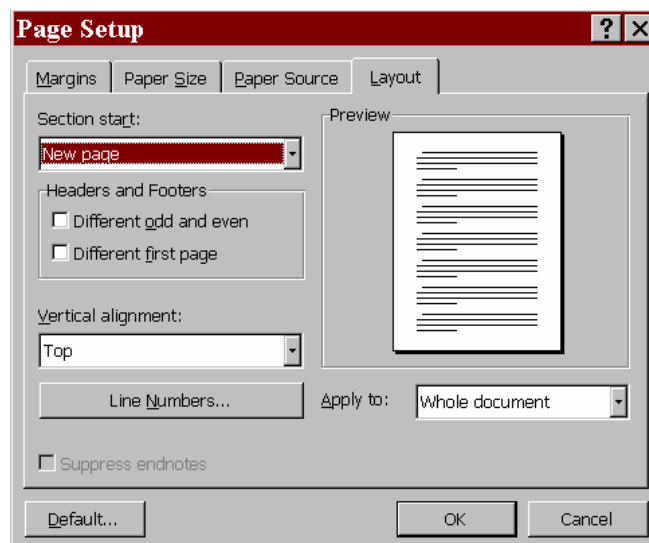 Page Setup
Margins
Paper Size
Paper Source
Layout
Section start:
New page
Headers and Footers
Different odd and even
Different first page
Vertical alignment:
Top
Line Numbers...
Suppress endnotes
Preview
Apply to:
Whole document
Default...
OK
Cancel